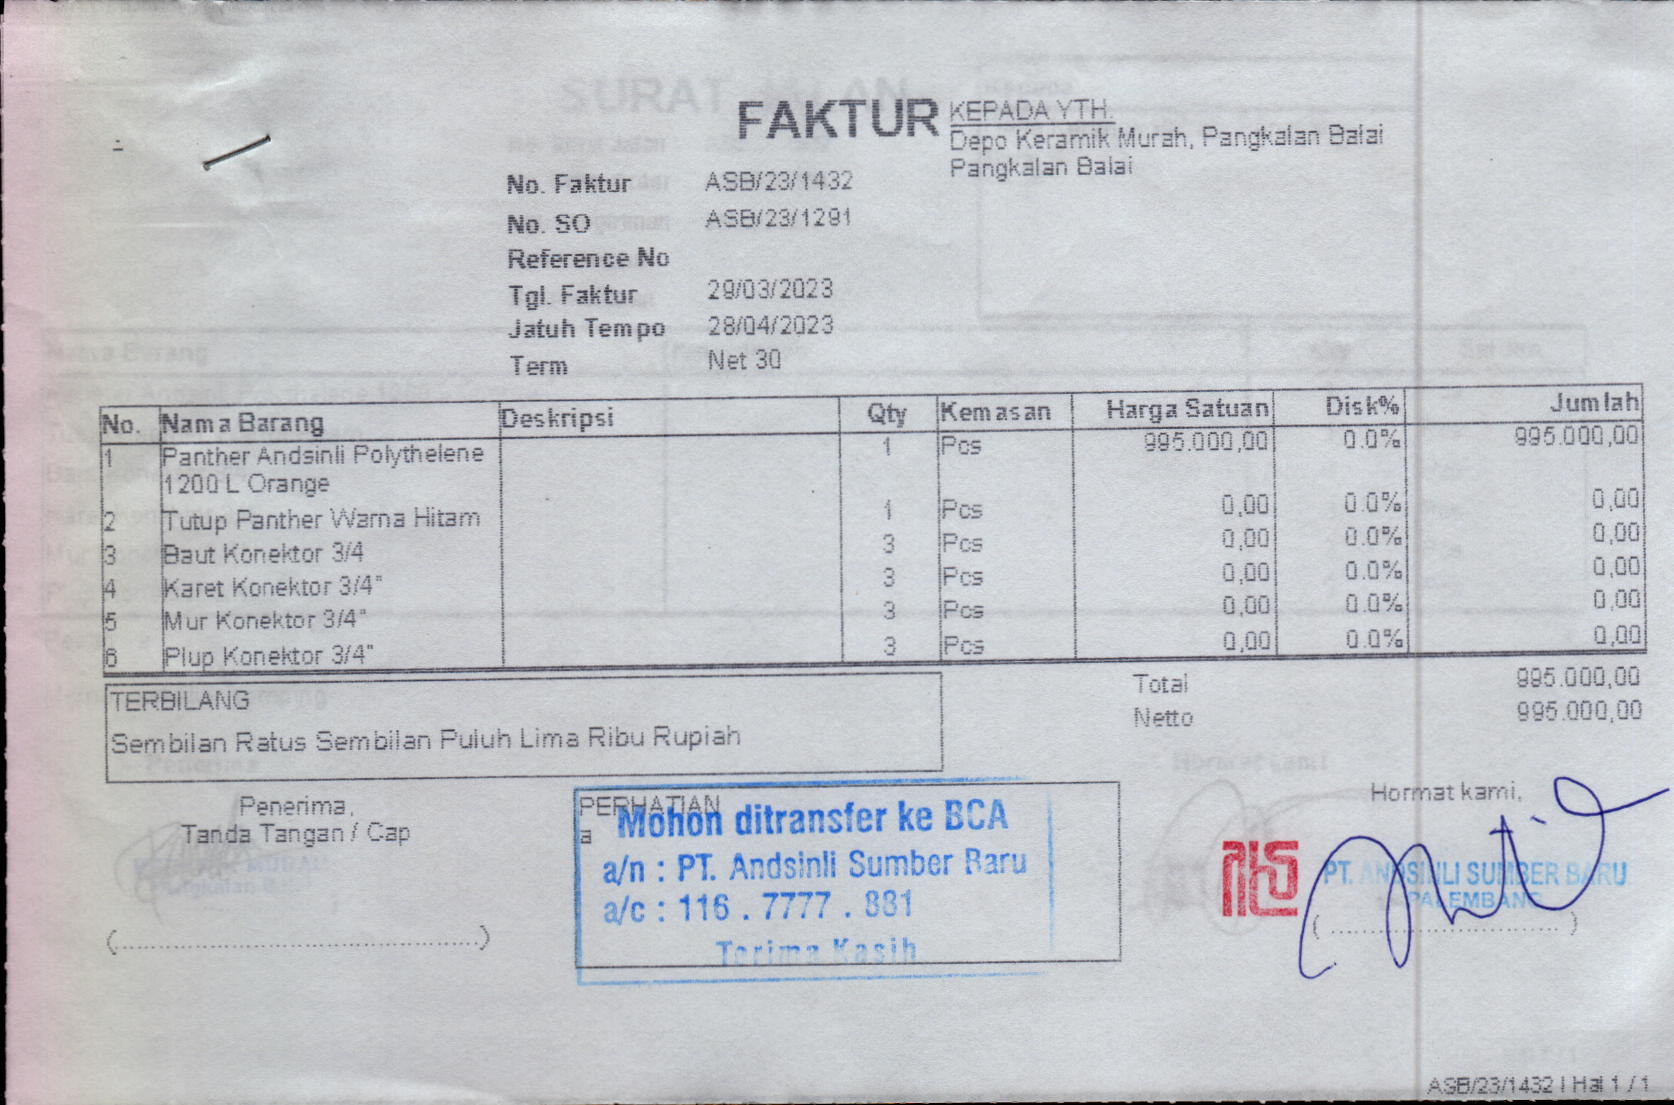 FAKTUR
KEPADA YTH.
Depo Keramik Murah, Pangkalan Balai
Pangkalan Balai
No. Faktur ASB/23/1432
No. SO ASB/23/1291
Reference No
Tgl. Faktur 29/03/2023
Jatuh Tempo 28/04/2023
Term Net 30
No. Nama Barang Deskripsi Qty Kemasan Harga Satuan Disk% Jumlah
1 Panther Andsinli Polythelene 1 Pcs 995.000,00 0.0% 995.000,00
1200 L Orange
2 Tutup Panther Warna Hitam 1 Pcs 0,00 0.0% 0,00
3 Baut Konektor 3/4 3 Pcs 0,00 0.0% 0,00
4 Karet Konektor 3/4" 3 Pcs 0,00 0.0% 0,00
5 Mur Konektor 3/4" 3 Pcs 0,00 0.0% 0,00
6 Plup Konektor 3/4" 3 Pcs 0,00 0.0% 0,00
Total 995.000,00
Netto 995.000,00
TERBILANG
Sembilan Ratus Sembilan Puluh Lima Ribu Rupiah
Penerima,
Tanda Tangan / Cap
(................................................)
PERHATIAN
a
Mohon ditransfer ke BCA
a/n : PT. Andsinli Sumber Baru
a/c : 116 . 7777 . 881
Terima Kasih
Hormat kami,
PT. ANDSINLI SUMBER BARU
PALEMBANG
(..............................)
ASB/23/1432 | Hal 1 / 1